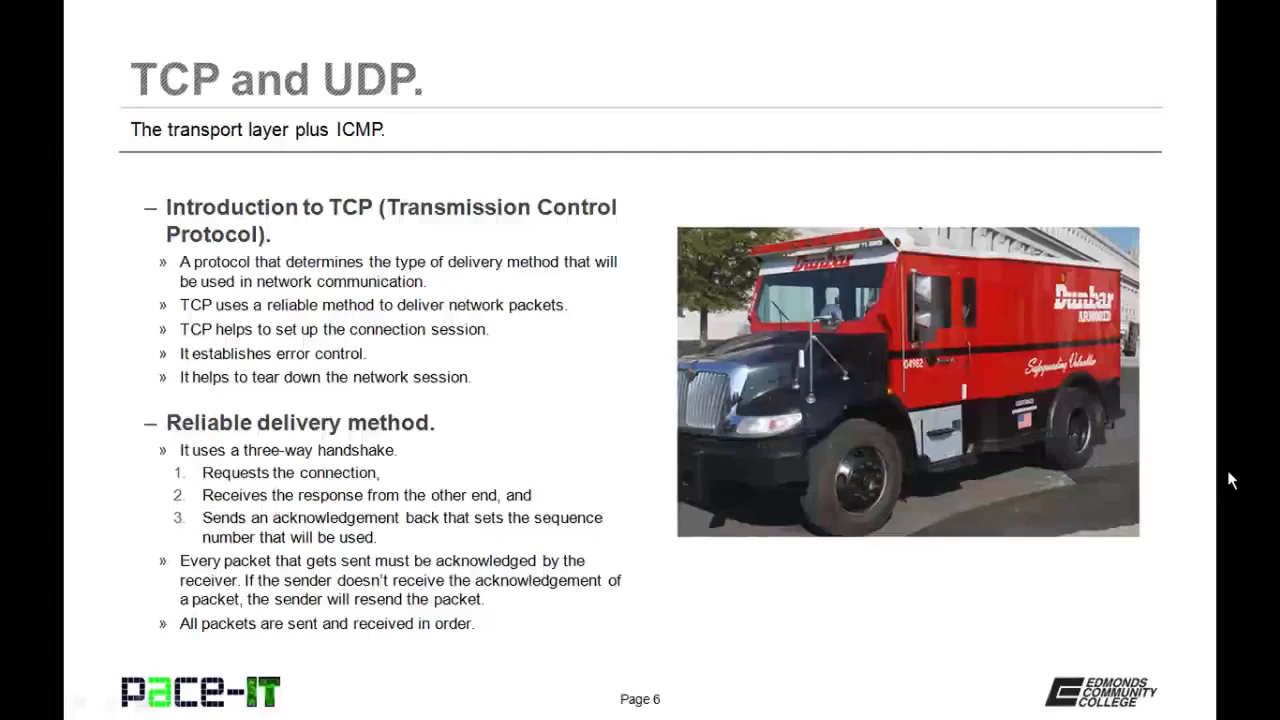 TCP and UDP.
The transport layer plus ICMP.
– Introduction to TCP (Transmission Control
Protocol).
» A protocol that determines the type of delivery method that will
be used in network communication.
» TCP uses a reliable method to deliver network packets.
» TCP helps to set up the connection session.
» It establishes error control.
» It helps to tear down the network session.
– Reliable delivery method.
» It uses a three-way handshake.
1. Requests the connection,
2. Receives the response from the other end, and
3. Sends an acknowledgement back that sets the sequence
number that will be used.
» Every packet that gets sent must be acknowledged by the
receiver. If the sender doesn't receive the acknowledgement of
a packet, the sender will resend the packet.
» All packets are sent and received in order.
Dunbar
Dunbar
ARMORED
Safeguarding Valuables
04982
pace-IT
Page 6
EDMONDS
COMMUNITY
COLLEGE